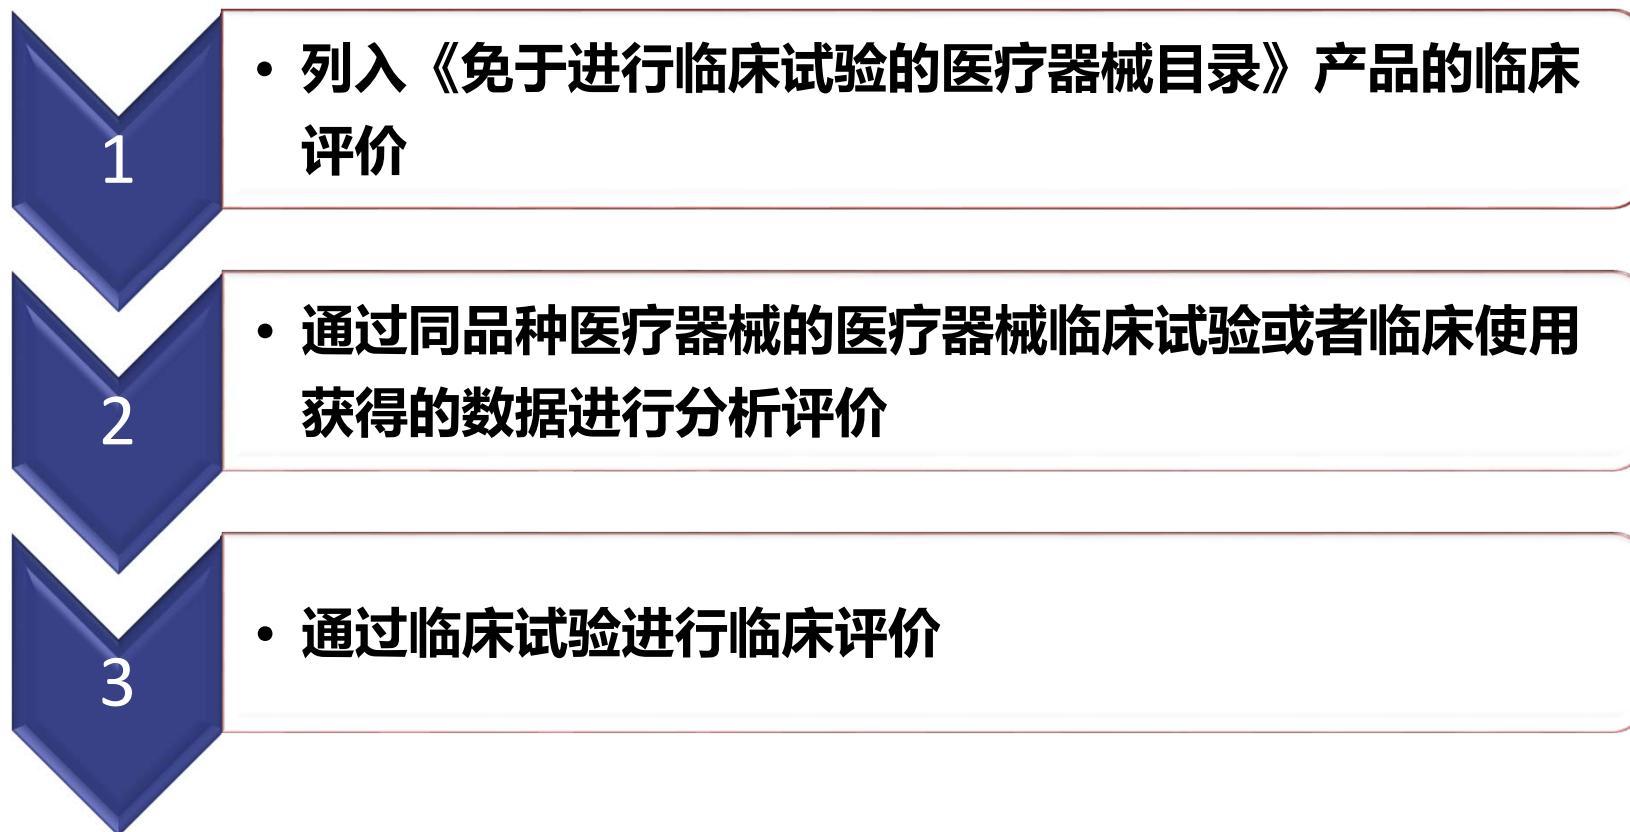 1
• 列入《免于进行临床试验的医疗器械目录》产品的临床
评价
2
• 通过同品种医疗器械的医疗器械临床试验或者临床使用
获得的数据进行分析评价
3
• 通过临床试验进行临床评价